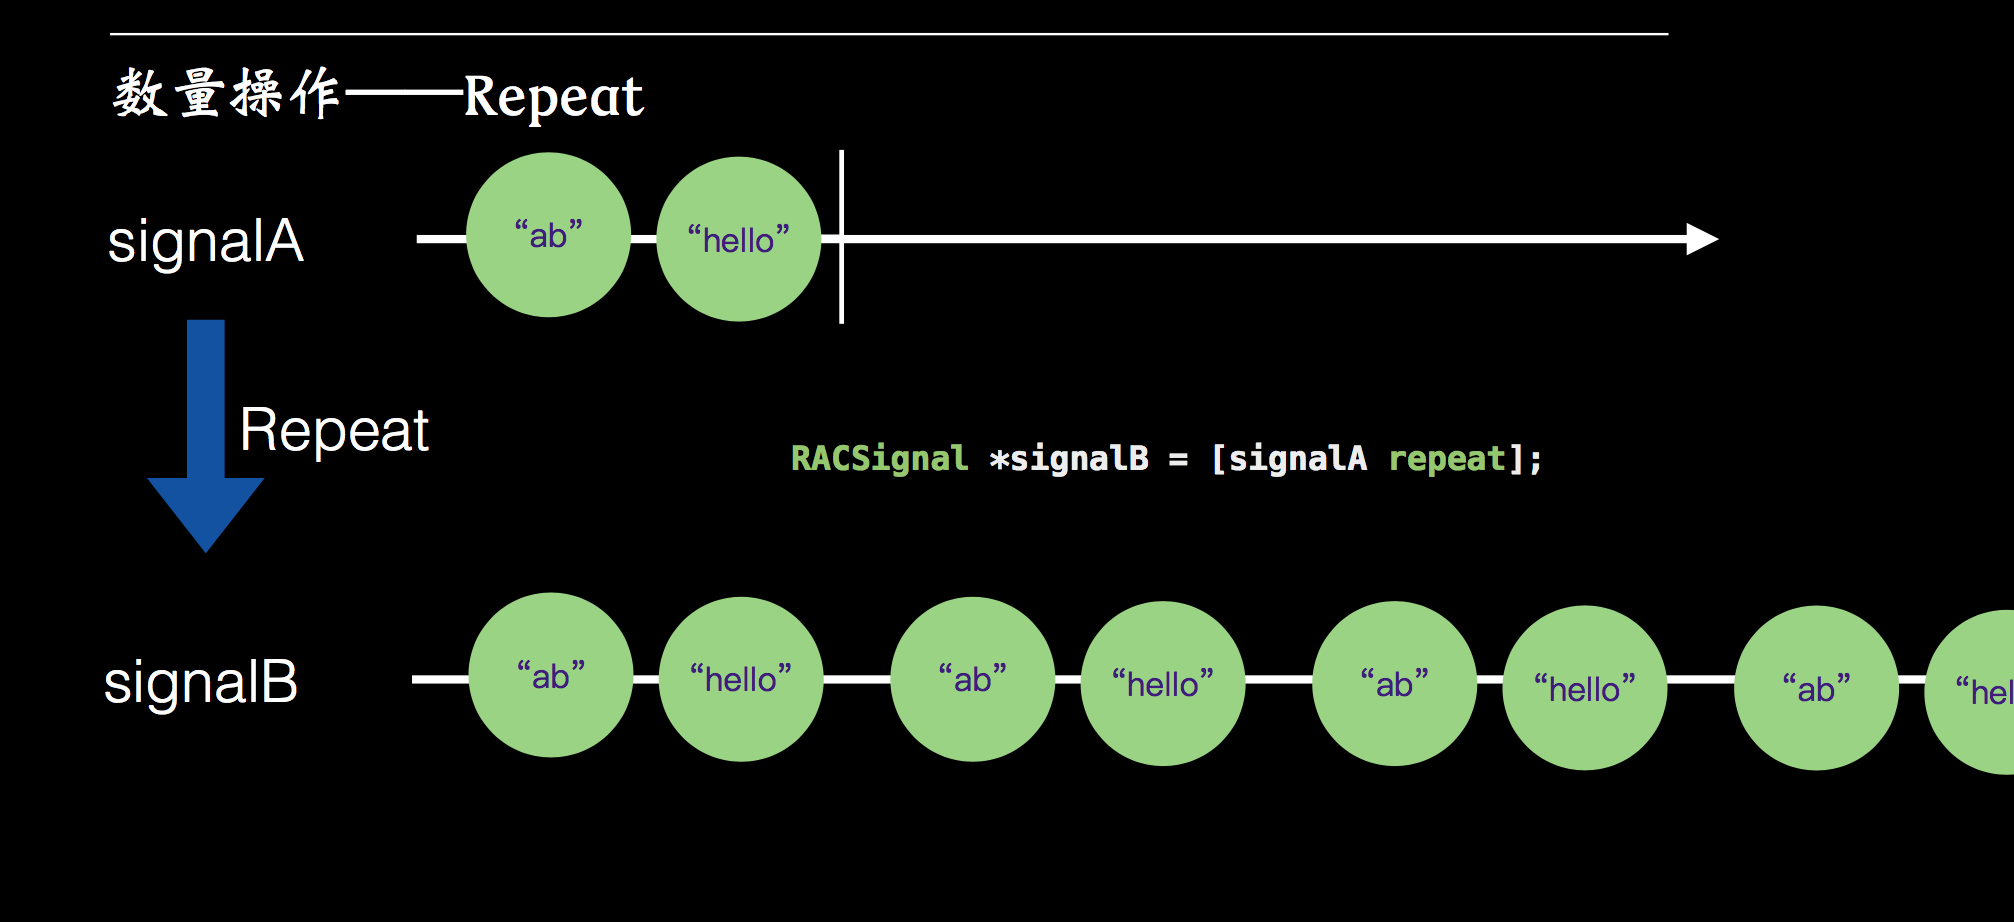 数量操作——Repeat
signalA
“ab” “hello”
Repeat
RACSignal *signalB = [signalA repeat];
signalB
“ab” “hello” “ab” “hello” “ab” “hello” “ab” “hel